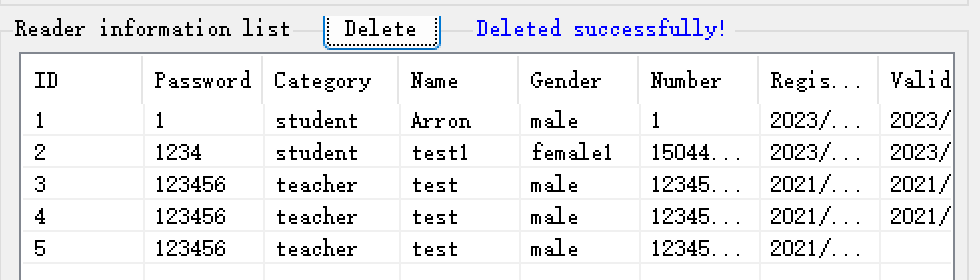 Reader information list Delete Deleted successfully!
ID Password Category Name Gender Number Regis... Valid
1 1 student Arron male 1 2023/... 2023/
2 1234 student test1 female1 15044... 2023/... 2023/
3 123456 teacher test male 12345... 2021/... 2021/
4 123456 teacher test male 12345... 2021/... 2021/
5 123456 teacher test male 12345... 2021/...